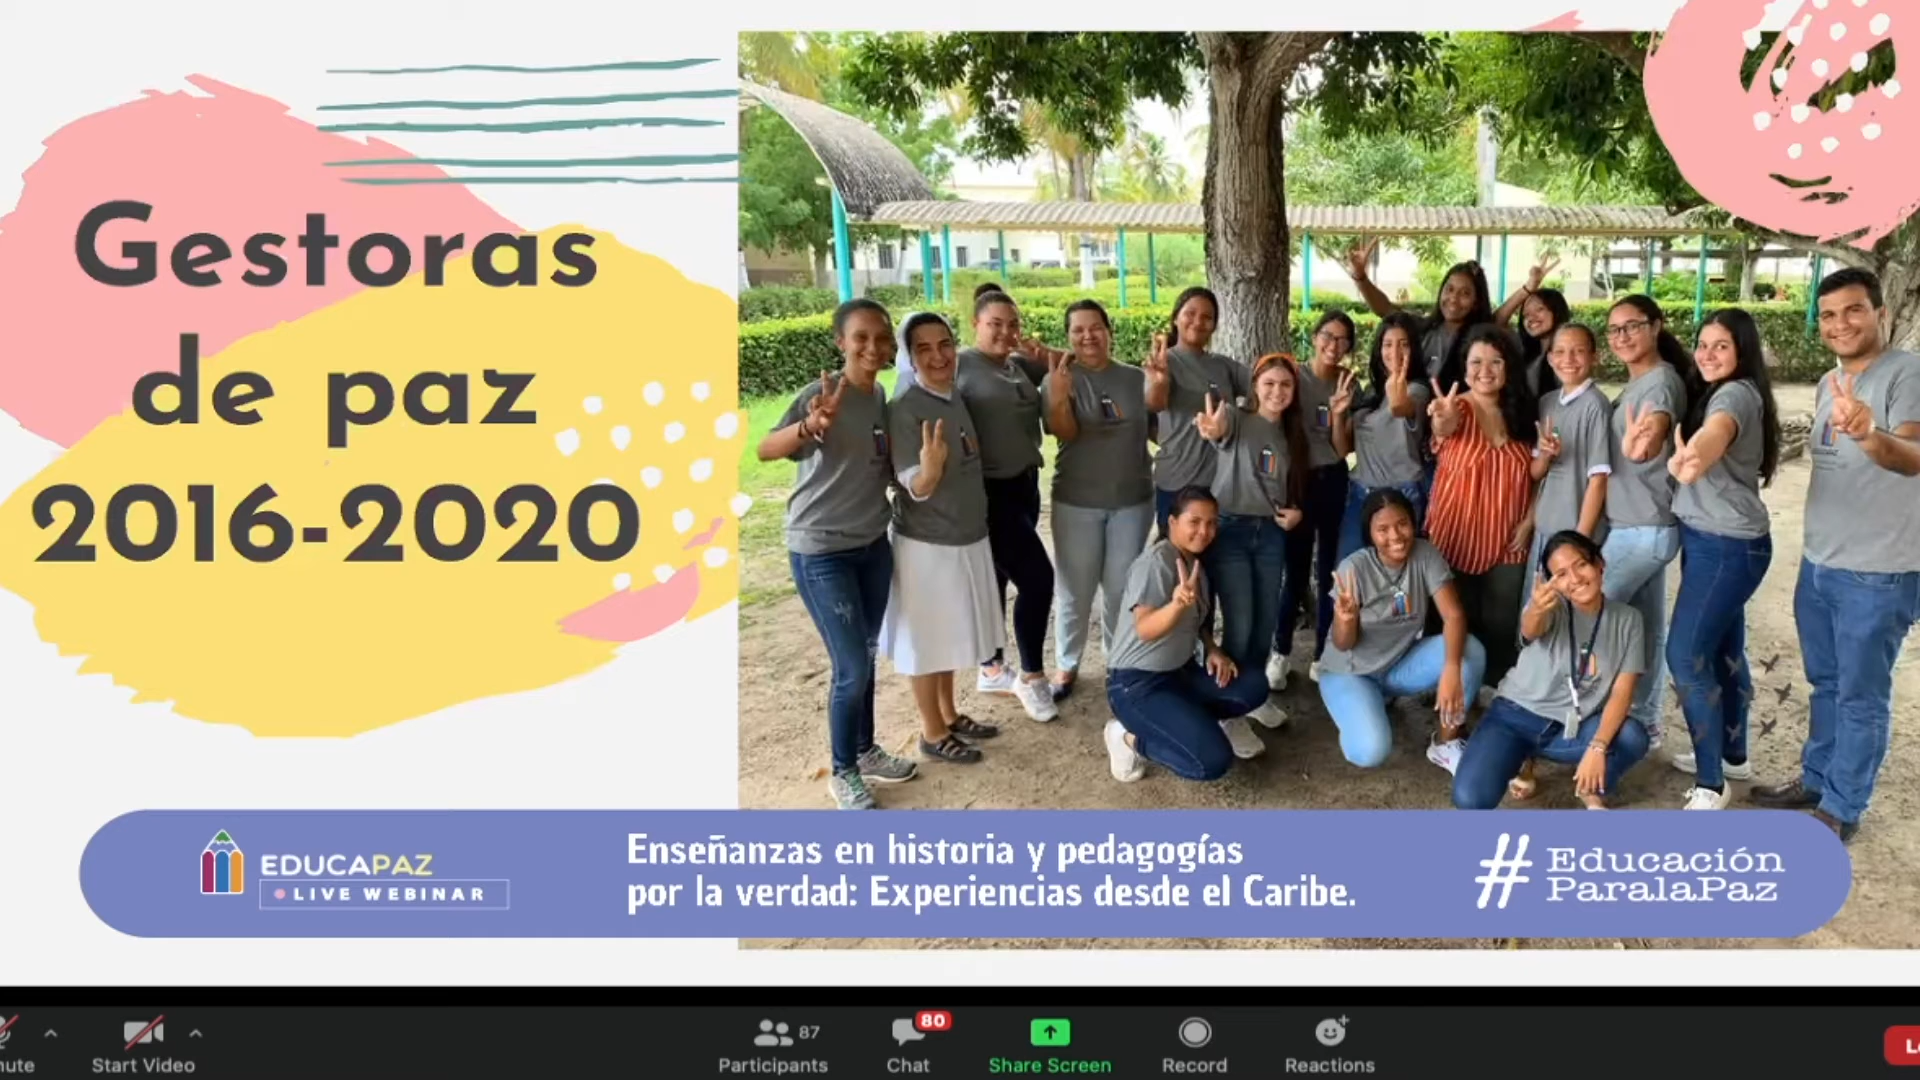 Gestoras
de paz
2016-2020
EDUCAPAZ
LIVE WEBINAR
Enseñanzas en historia y pedagogías
por la verdad: Experiencias desde el Caribe.
# Educación
ParalaPaz
87
80
Start Video
Participants
Chat
Share Screen
Record
Reactions